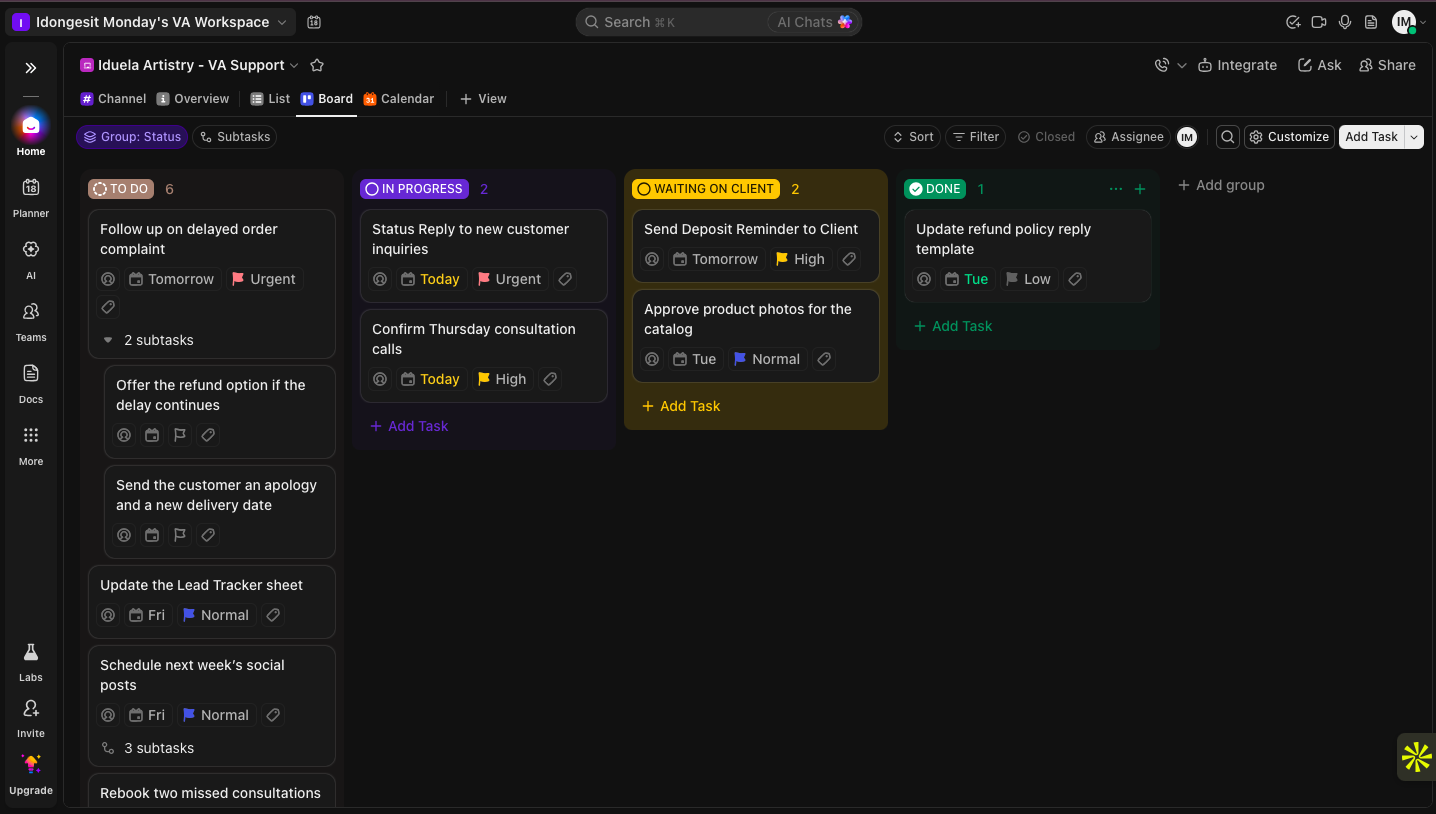 I Idongesit Monday's VA Workspace
18
Search ⌘K
AI Chats
IM
Home
18
Planner
AI
Teams
Docs
More
Labs
Invite
Upgrade
Iduela Artistry - VA Support
Integrate
Ask
Share
# Channel
Overview
List
Board
31 Calendar
+ View
Group: Status
Subtasks
Sort
Filter
Closed
Assignee
IM
Customize
Add Task
TO DO 6
Follow up on delayed order
complaint
Tomorrow Urgent
2 subtasks
Offer the refund option if the
delay continues
Send the customer an apology
and a new delivery date
Update the Lead Tracker sheet
Fri Normal
Schedule next week’s social
posts
Fri Normal
3 subtasks
Rebook two missed consultations
IN PROGRESS 2
Status Reply to new customer
inquiries
Today Urgent
Confirm Thursday consultation
calls
Today High
+ Add Task
WAITING ON CLIENT 2
Send Deposit Reminder to Client
Tomorrow High
Approve product photos for the
catalog
Tue Normal
+ Add Task
DONE 1 ... +
Update refund policy reply
template
Tue Low
+ Add Task
+ Add group